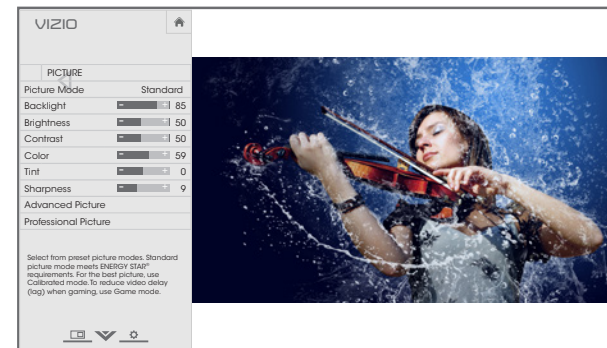 VIZIO
PICTURE
Picture Mode Standard
Backlight 85
Brightness 50
Contrast 50
Color 59
Tint 0
Sharpness 9
Advanced Picture
Professional Picture
Select from preset picture modes. Standard
picture mode meets ENERGY STAR®
requirements. For the best picture, use
Calibrated mode. To reduce video delay
(lag) when gaming, use Game mode.